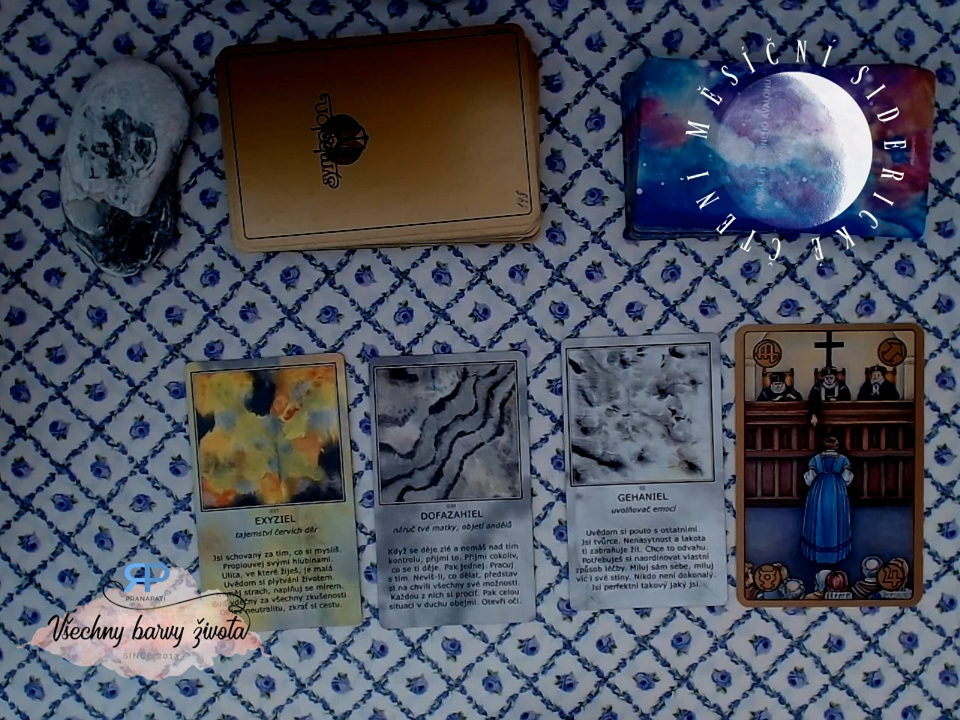 MĚSÍČNÍ SIDERICKÉ ČTENÍ
symbolon
EXYZIEL
tajemství červích děr
Jsi schovaný za tím, co si myslíš.
Proplouvej svými hlubinami.
Ulita, ve které žiješ, je malá.
Uvědom si plýtvání životem.
strach, naplňuj se mírem.
za všechny zkušenosti.
neutralitu, zkrať si cestu.
DOFAZAHIEL
náruč tvé matky, objetí andělů
Když se děje zlé a nemáš nad tím
kontrolu, přijmi to. Přijmi cokoliv,
co se ti děje. Pak jednej. Pracuj
s tím. Nevíš-li, co dělat, představ
si na chvíli všechny své možnosti.
Každou z nich si prociť. Pak celou
situaci v duchu obejmi. Otevři oči.
GEHANIEL
uvolňovač emocí
Uvědom si pouto s ostatními.
Jsi tvůrce. Nenasytnost a lakota
ti zabraňuje žít. Chce to odvahu.
Potřebuješ si naordinovat vlastní
způsob léčby. Miluj sám sebe, miluj
víc i své stíny. Nikdo není dokonalý.
Jsi perfektní takový jaký jsi.
RP
PRANAPATI
Všechny barvy života
SINCE 2012